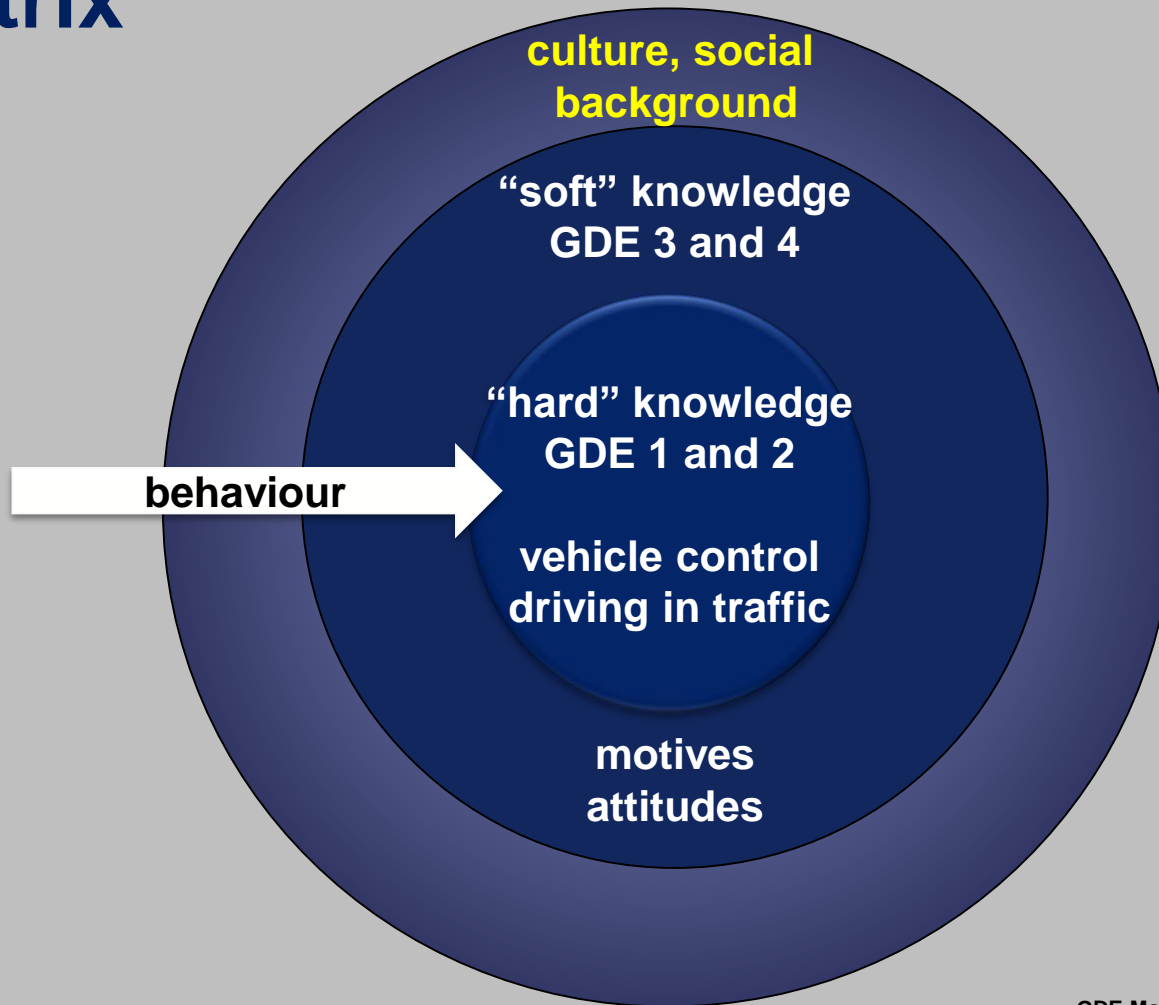 trix
culture, social
background
“soft” knowledge
GDE 3 and 4
“hard” knowledge
GDE 1 and 2
behaviour
vehicle control
driving in traffic
motives
attitudes